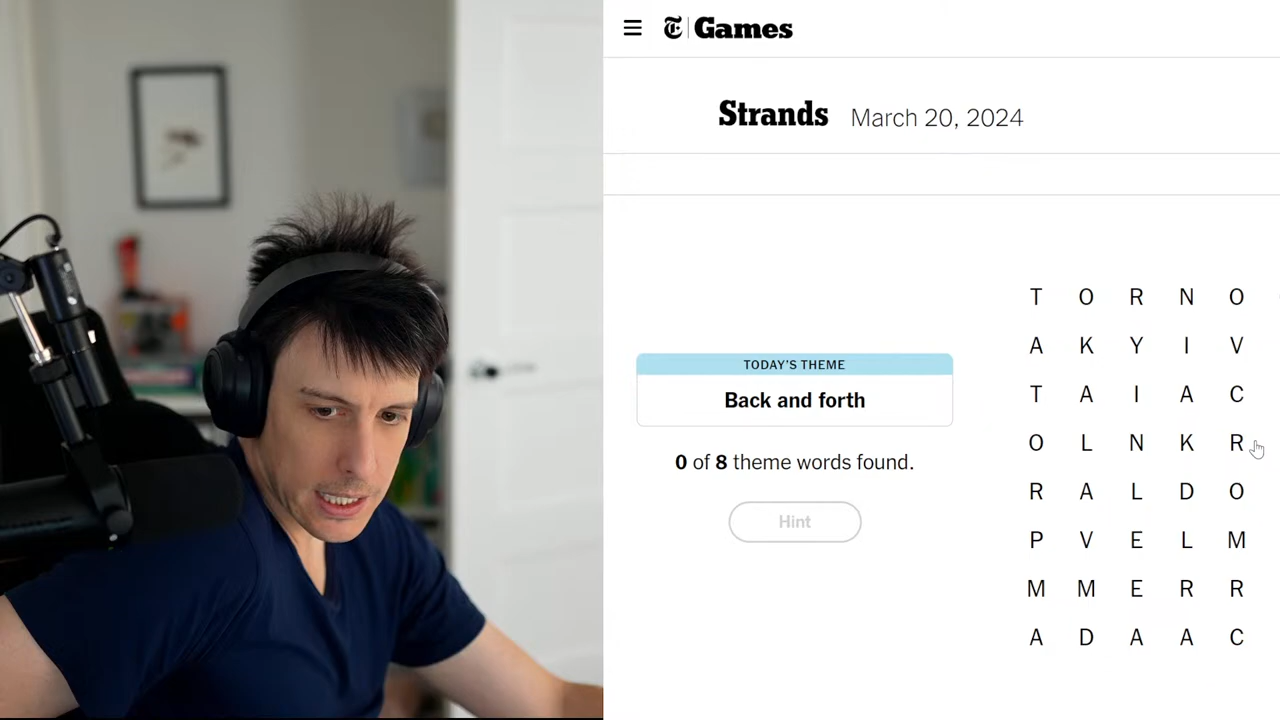 T Games
Strands March 20, 2024
TODAY'S THEME
Back and forth
0 of 8 theme words found.
Hint
T O R N O
A K Y I V
T A I A C
O L N K R
R A L D O
P V E L M
M M E R R
A D A A C